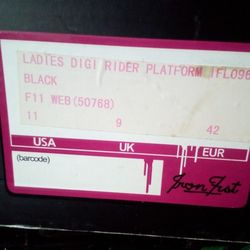 LADIES DIGI RIDER PLATFORM IFL096
BLACK
F11 WEB(50768)
11 9 42
USA UK EUR
(barcode)
Iron Fist